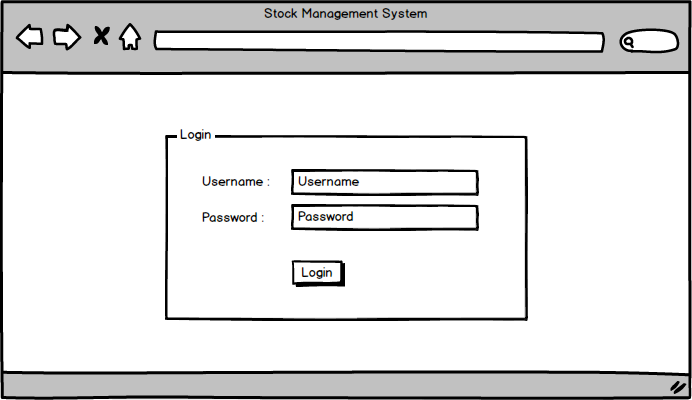 Stock Management System
Login
Username : Username
Password : Password
Login